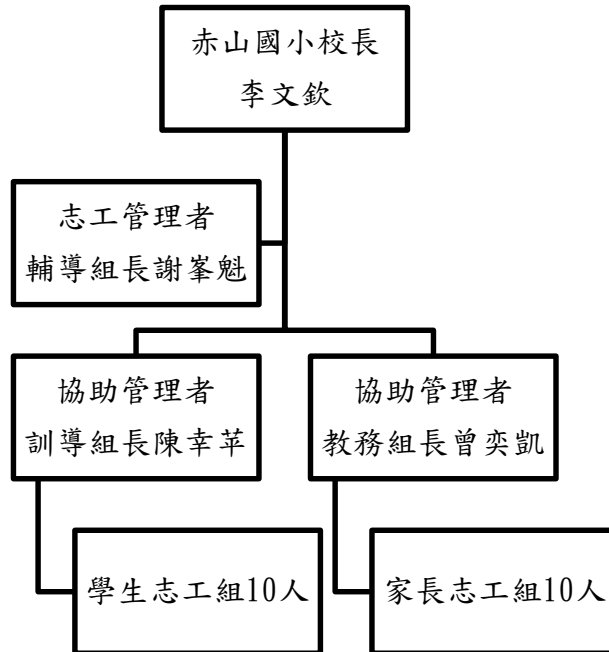 赤山國小校長
李文欽
志工管理者
輔導組長謝峯魁
協助管理者
訓導組長陳幸苹
協助管理者
教務組長曾奕凱
學生志工組10人
家長志工組10人